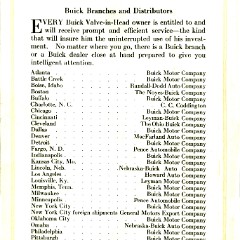 Buick Branches and Distributors
EVERY Buick Valve-in-Head owner is entitled to and
will receive prompt and efficient service—the kind
that will insure him the uninterrupted use of his invest-
ment. No matter where you go, there is a Buick branch
or a Buick dealer close at hand prepared to give you
intelligent attention.
Atlanta Buick Motor Company
Battle Creek Buick Motor Company
Boise, Idaho Randall-Dodd Auto Company
Boston The Noyes-Buick Company
Buffalo Buick Motor Company
Charlotte, N. C. C. C. Coddington
Chicago Buick Motor Company
Cincinnati Leyman-Buick Company
Cleveland The Ohio Buick Company
Dallas Buick Motor Company
Denver MacFarland Auto Company
Detroit Buick Motor Company
Fargo, N. D. Pence Automobile Company
Indianapolis Buick Motor Company
Kansas City, Mo. Buick Motor Company
Lincoln, Neb. Nebraska-Buick Auto Company
Los Angeles Howard Auto Company
Louisville, Ky. Leyman Buick Company
Memphis, Tenn. Buick Motor Company
Milwaukee Buick Motor Company
Minneapolis Pence Automobile Company
New York City Buick Motor Company
New York City foreign shipments General Motors Export Company
Oklahoma City Buick Motor Company
Omaha Nebraska-Buick Auto Company
Philadelphia Buick Motor Company
Pittsburgh Buick Motor Company